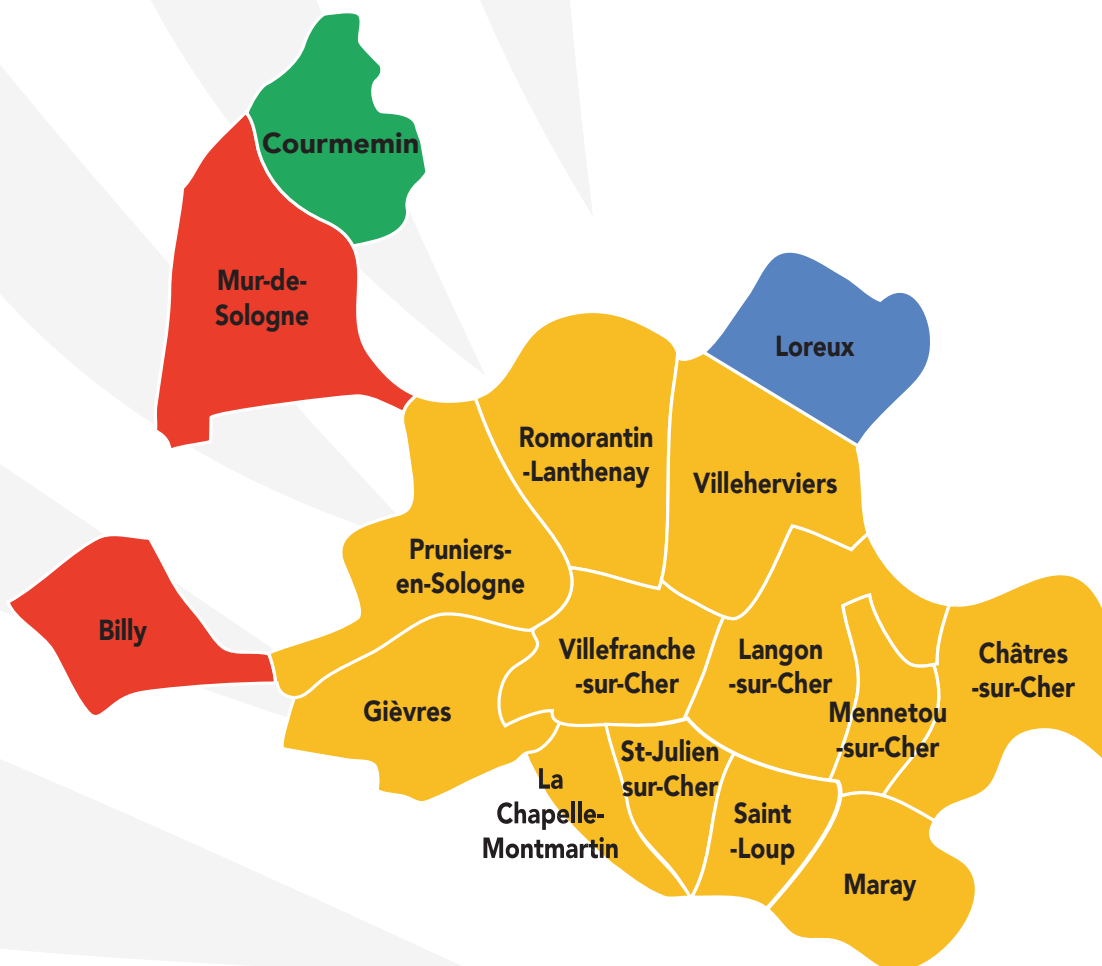 Courmemin
Mur-de-
Sologne
Loreux
Romorantin
-Lanthenay
Villeherviers
Pruniers-
en-Sologne
Billy
Villefranche
-sur-Cher
Langon
-sur-Cher
Châtres
-sur-Cher
Gièvres
Mennetou
-sur-Cher
St-Julien
sur-Cher
La
Chapelle-
Montmartin
Saint
-Loup
Maray